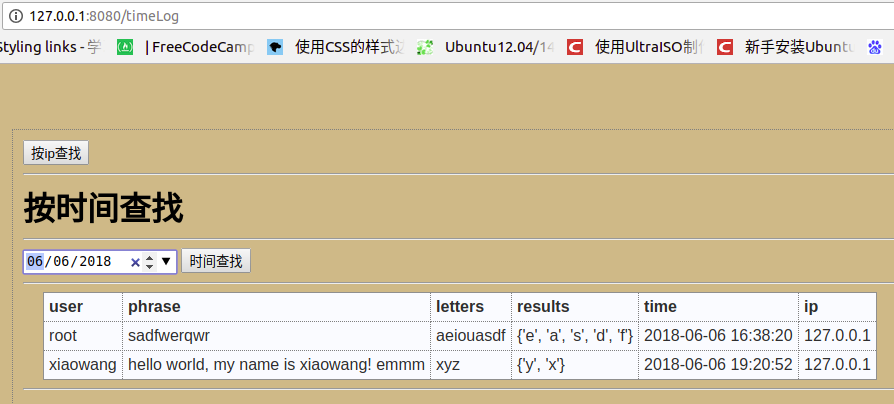 127.0.0.1:8080/timeLog
Styling links - 学 | FreeCodeCamp 使用CSS的样式 Ubuntu12.04/14 使用UltraISO制 新手安装Ubuntu
按ip查找
按时间查找
06/06/2018 时间查找
user phrase letters results time ip
root sadfwerqwr aeiouasdf {'e', 'a', 's', 'd', 'f'} 2018-06-06 16:38:20 127.0.0.1
xiaowang hello world, my name is xiaowang! emmm xyz {'y', 'x'} 2018-06-06 19:20:52 127.0.0.1